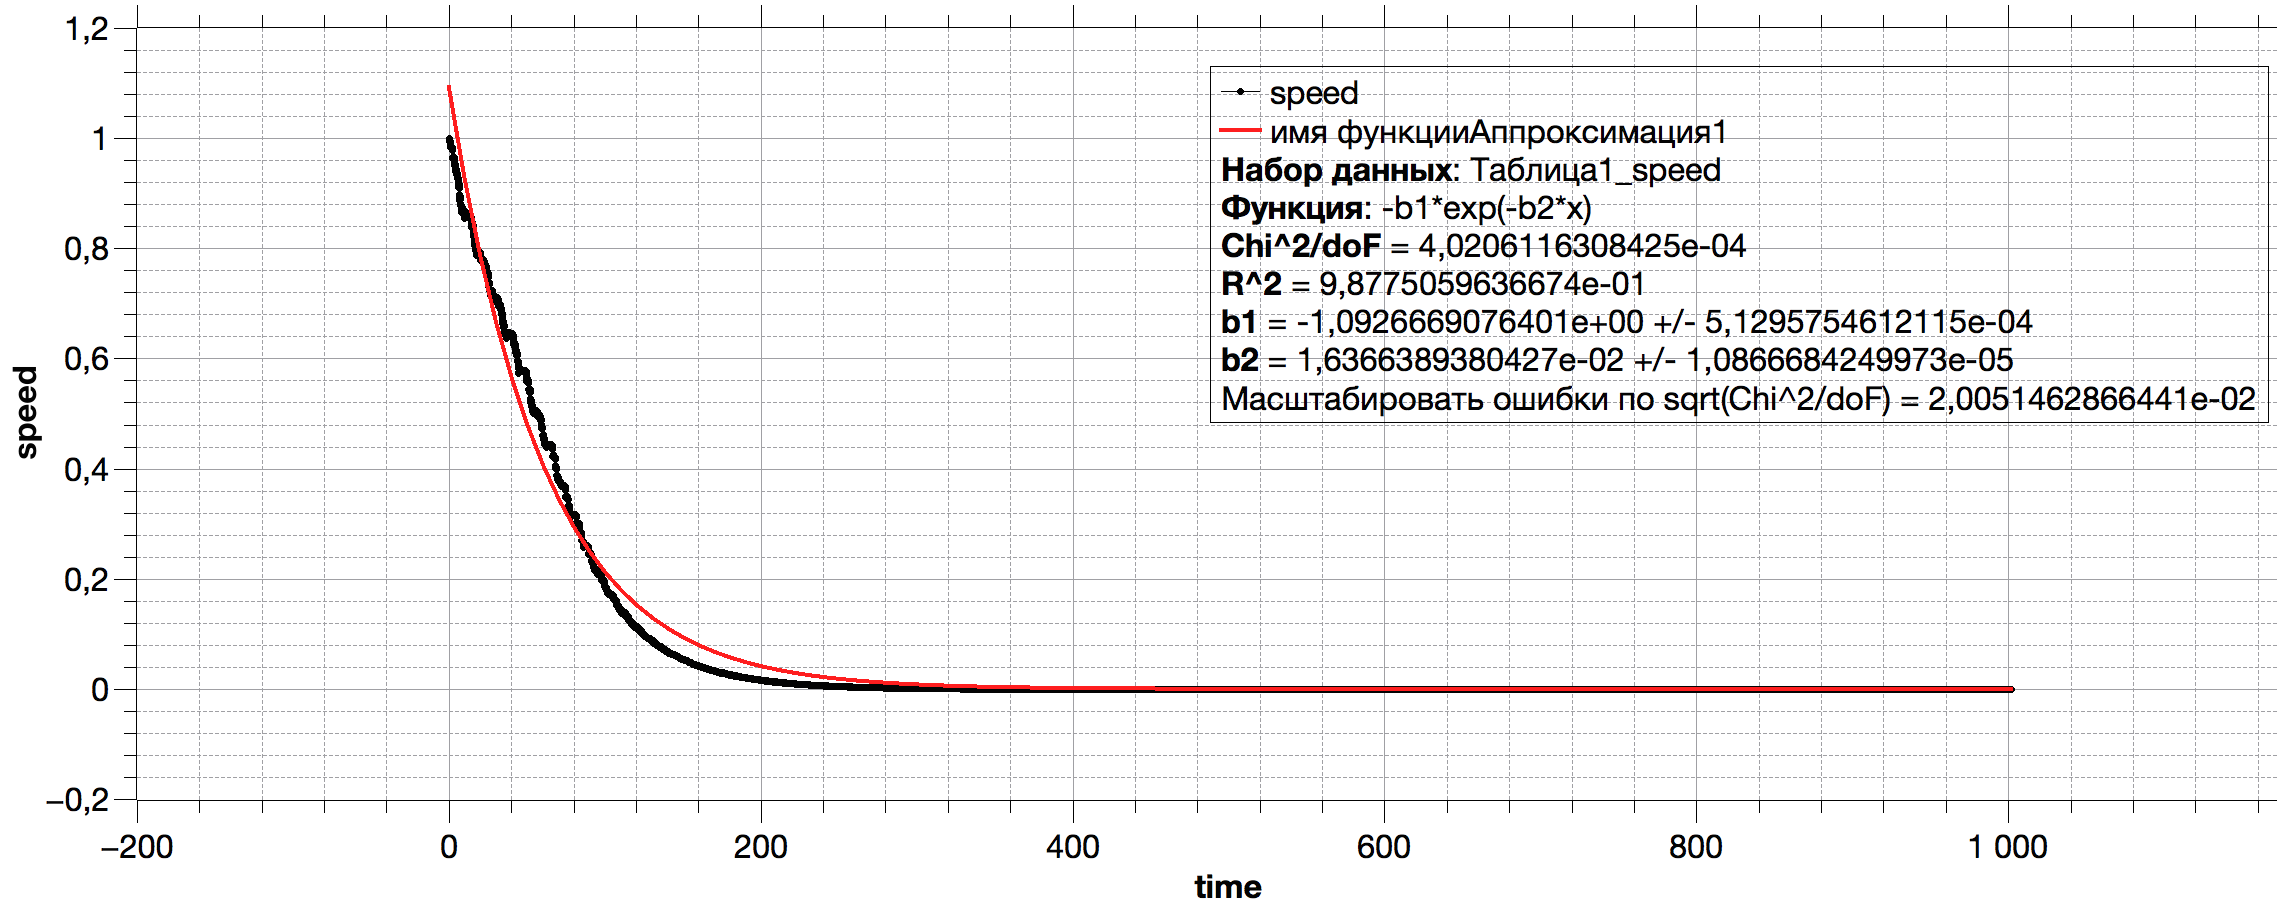 1,2
1
0,8
0,6
0,4
0,2
0
−0,2
speed
−200
0
200
400
600
800
1 000
time
speed
имя функцииАппроксимация1
Набор данных: Таблица1_speed
Функция: -b1*exp(-b2*x)
Chi^2/doF = 4,0206116308425e-04
R^2 = 9,8775059636674e-01
b1 = -1,0926669076401e+00 +/- 5,1295754612115e-04
b2 = 1,6366389380427e-02 +/- 1,0866684249973e-05
Масштабировать ошибки по sqrt(Chi^2/doF) = 2,0051462866441e-02